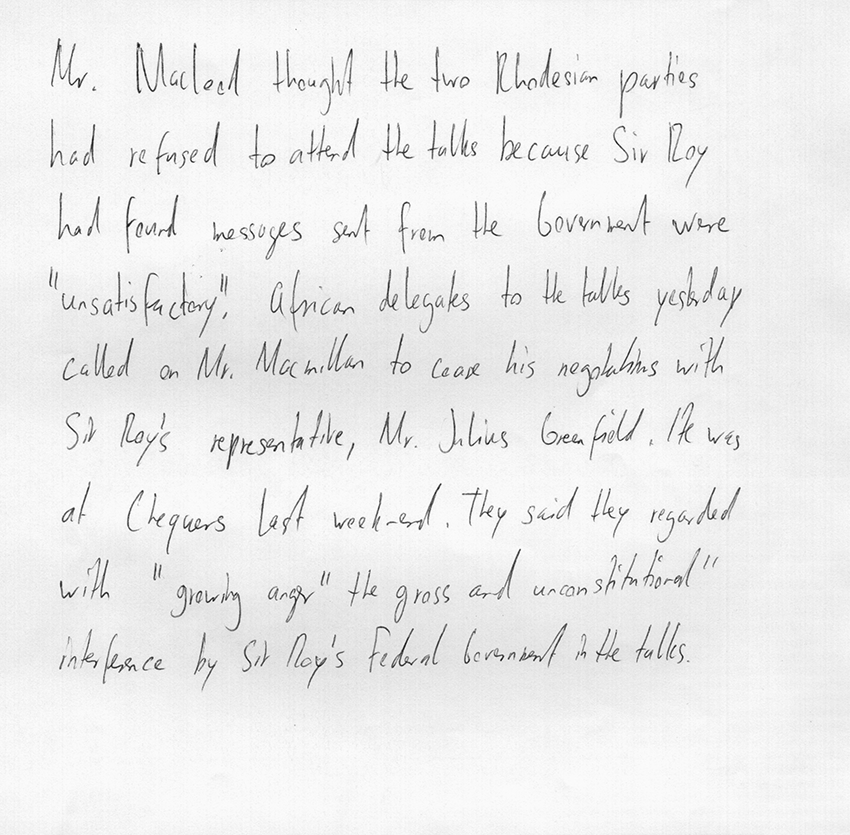 Mr. Macleod thought the two Rhodesian parties
had refused to attend the talks because Sir Roy
had found messages sent from the Government were
"unsatisfactory". African delegates to the talks yesterday
called on Mr. Macmillan to cease his negotiations with
Sir Roy's representative, Mr. Julius Greenfield. He was
at Chequers last week-end. They said they regarded
with "growing anger" the gross and unconstitutional"
interference by Sir Roy's Federal Government in the talks.